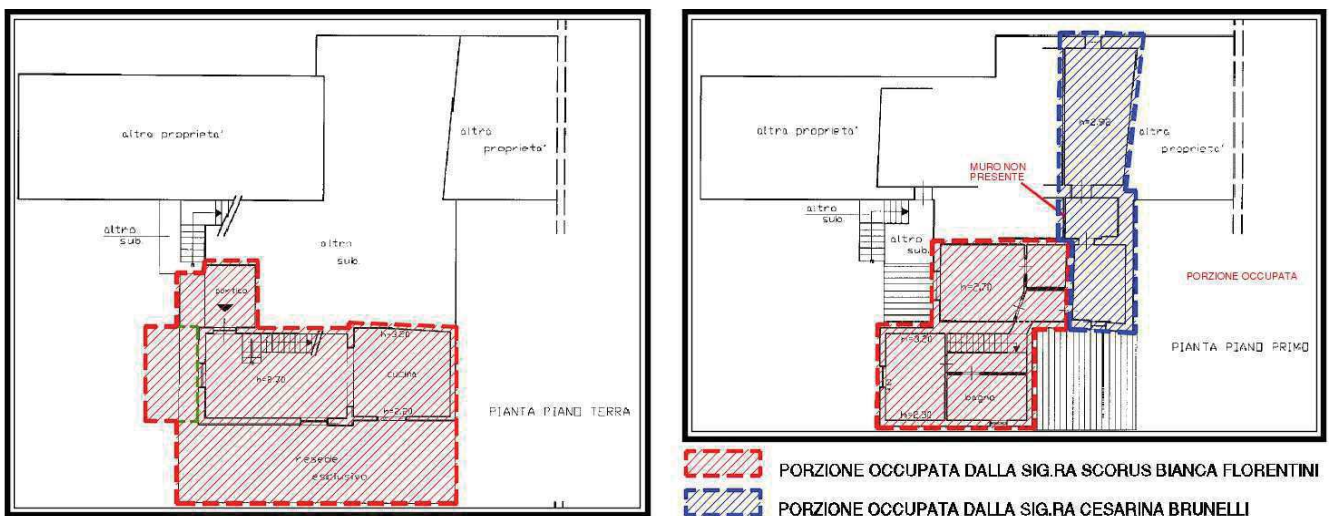 altra proprieta'
altra
proprieta'
altro
sub.
altro
sub.
portico
h=3.20
h=2.70
cucina
h=2.20
PIANTA PIANO TERRA
resede
esclusivo
h=2.92
altra proprieta'
altra
proprieta'
MURO NON
PRESENTE
altro
sub.
altro
sub.
PORZIONE OCCUPATA
h=2.70
PIANTA PIANO PRIMO
h=3.20
bagno
h=2.30
PORZIONE OCCUPATA DALLA SIG.RA SCORUS BIANCA FLORENTINI
PORZIONE OCCUPATA DALLA SIG.RA CESARINA BRUNELLI